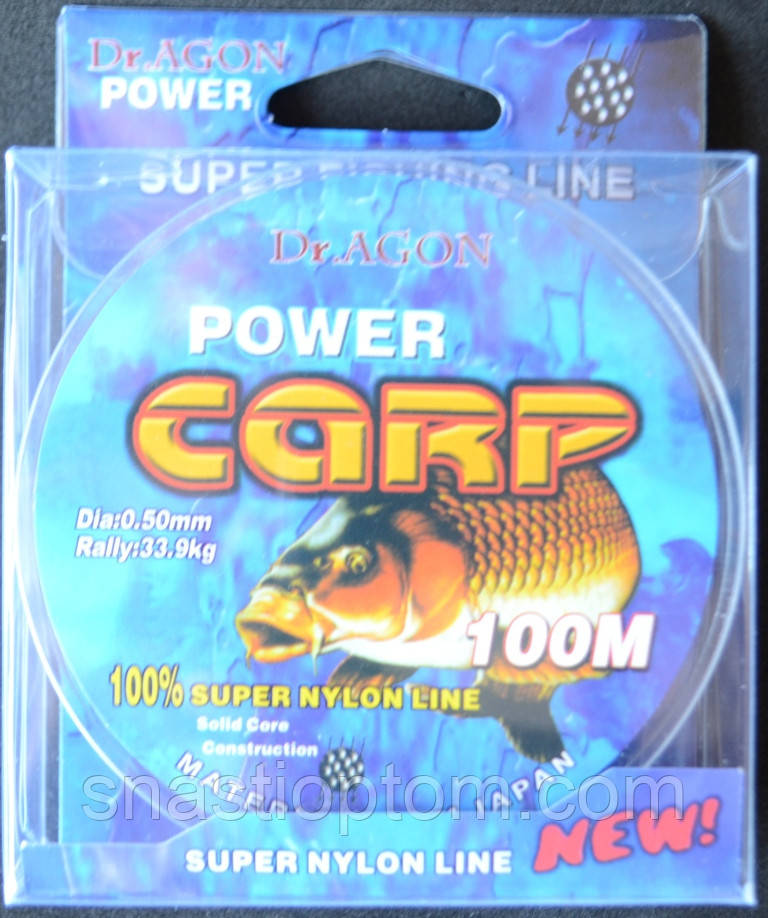 Dr.AGON
POWER
SUPER FISHING LINE
Dr.AGON
POWER
CARP
Dia:0.50mm
Rally:33.9kg
100M
100% SUPER NYLON LINE
Solid Core
Construction
JAPAN
snastioptom.com
SUPER NYLON LINE
NEW!